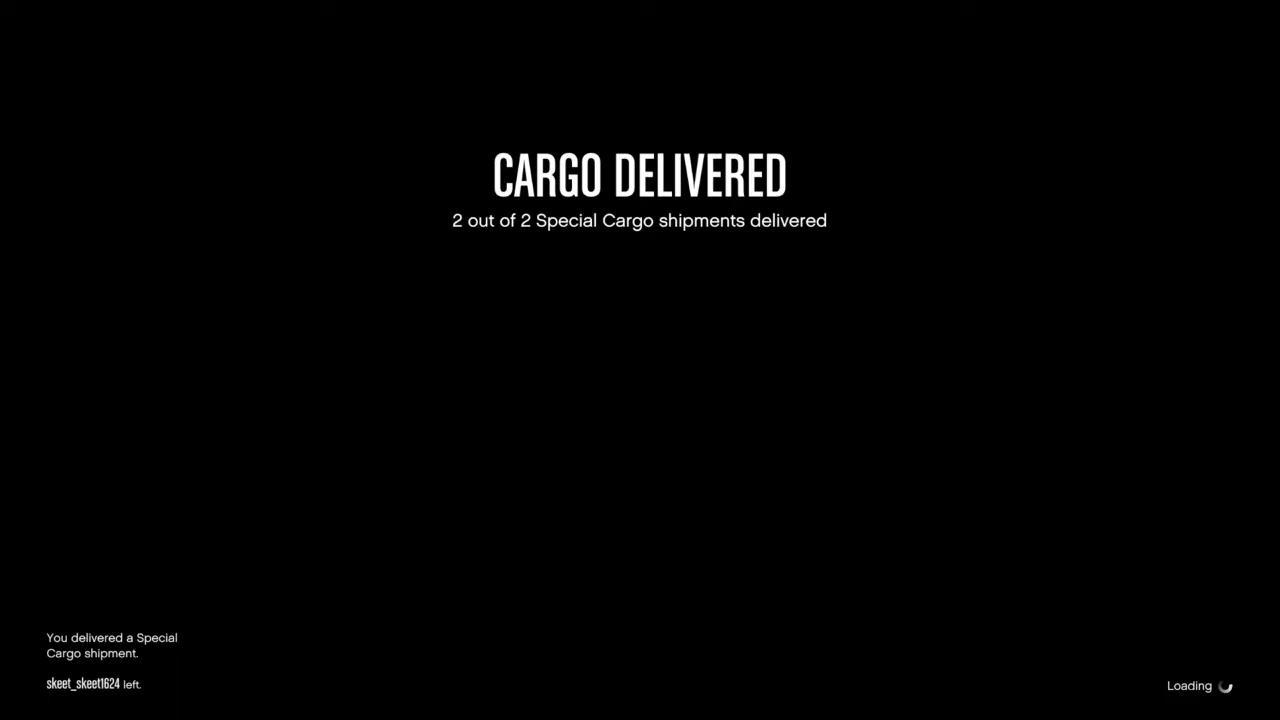 CARGO DELIVERED
2 out of 2 Special Cargo shipments delivered
You delivered a Special
Cargo shipment.
skeet_skeet1624 left.
Loading